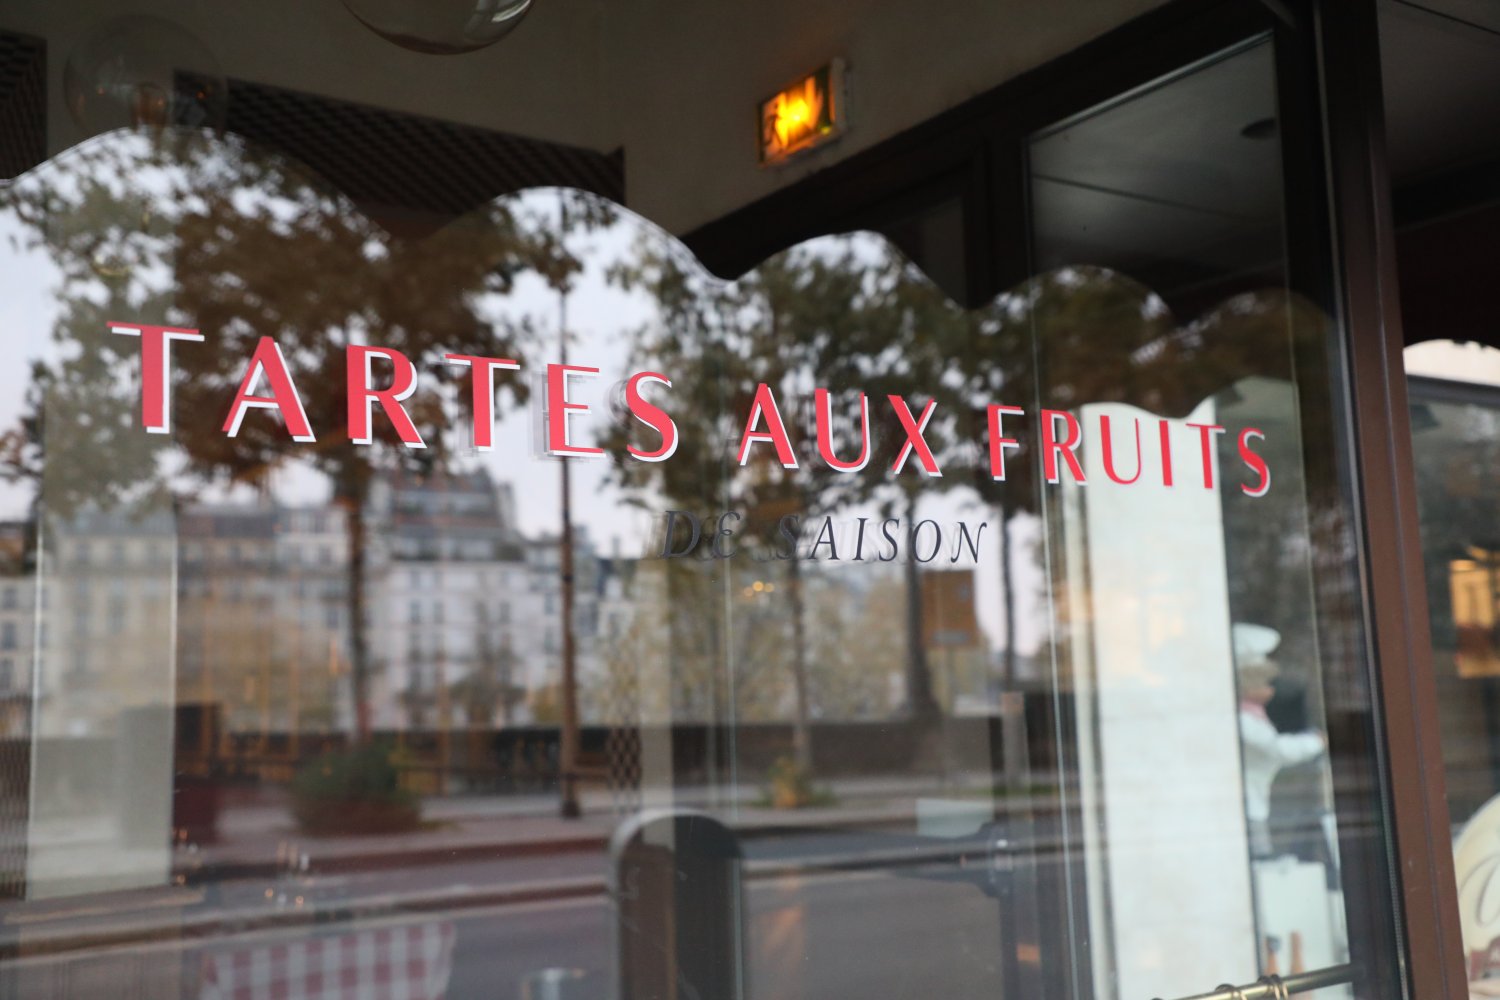 TARTES AUX FRUITS
DE SAISON